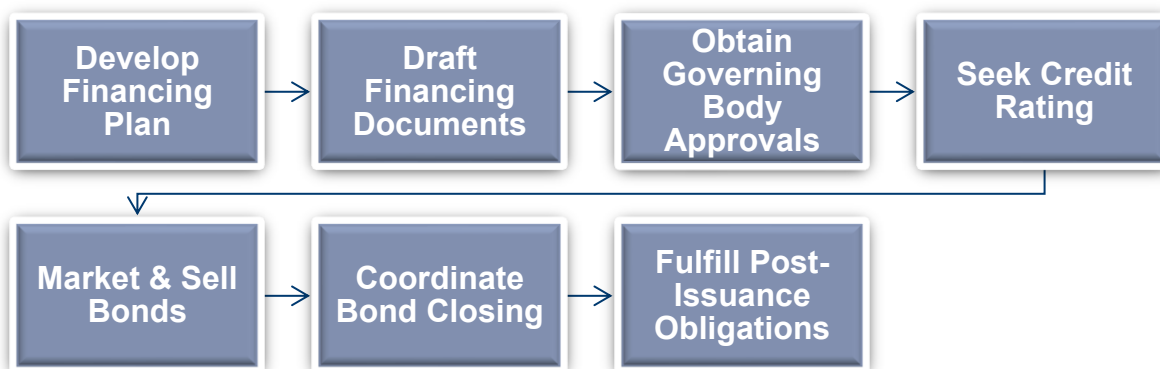 Develop
Financing
Plan
Draft
Financing
Documents
Obtain
Governing
Body
Approvals
Seek Credit
Rating
Market & Sell
Bonds
Coordinate
Bond Closing
Fulfill Post-
Issuance
Obligations